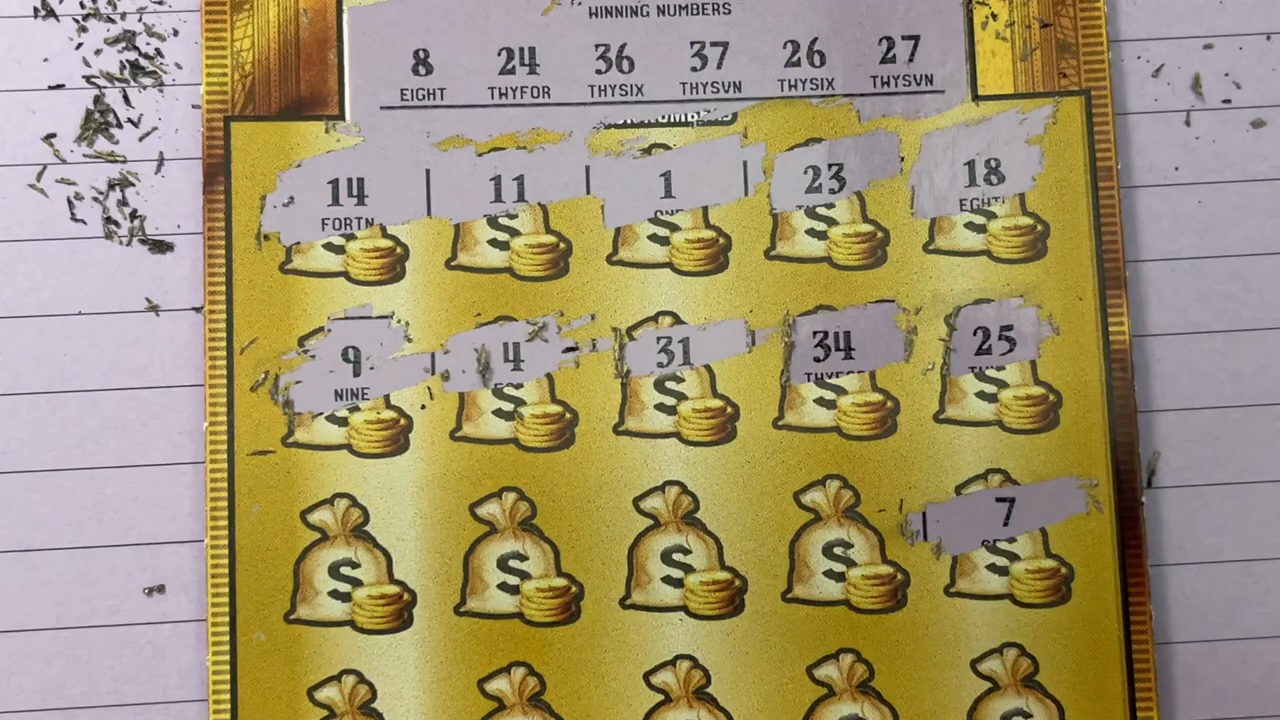 WINNING NUMBERS
8 24 36 37 26 27
EIGHT TWYFOR THYSIX THYSVN THYSIX TWYSVN
14 11 1 23 18
FORTN ONE
9 4 31 34 25
NINE
7